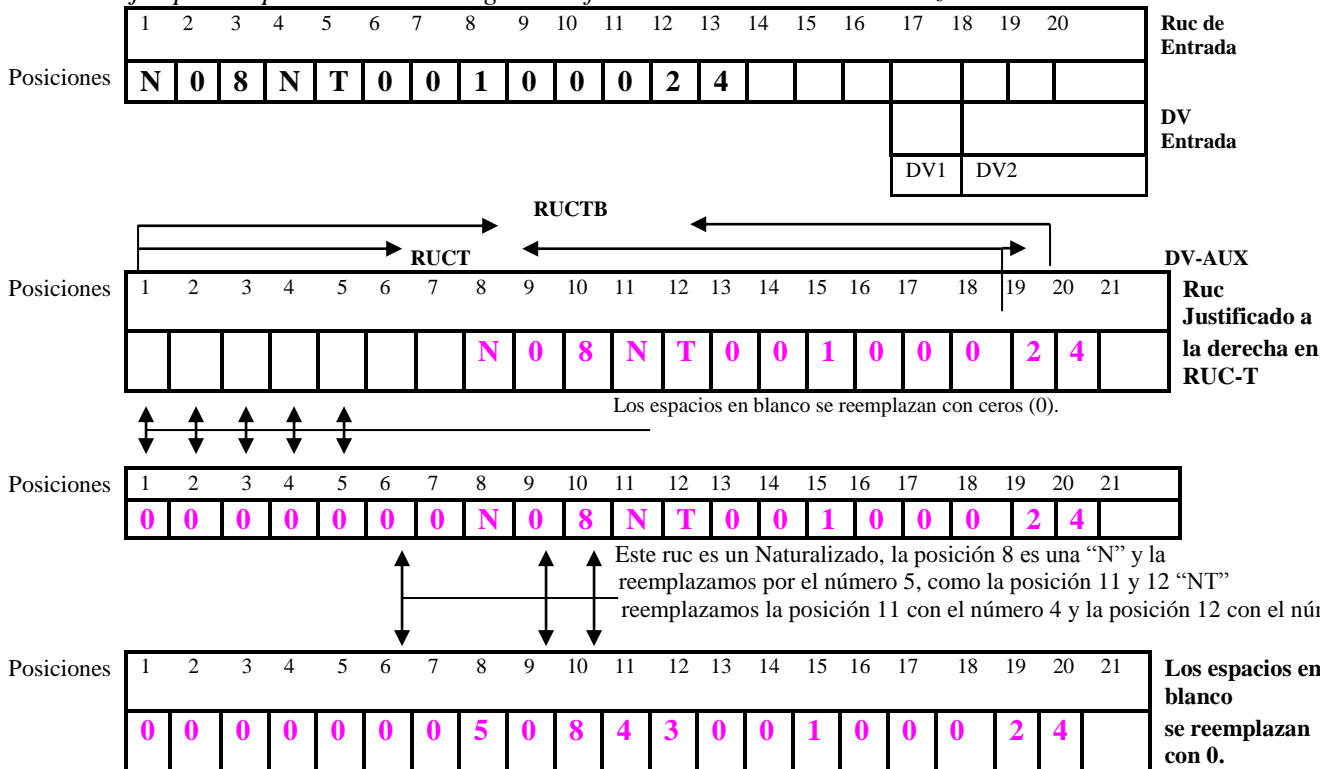 1 2 3 4 5 6 7 8 9 10 11 12 13 14 15 16 17 18 19 20
Ruc de
Entrada
Posiciones N 0 8 N T 0 0 1 0 0 0 2 4
DV
Entrada
DV1 DV2
RUCTB
RUCT DV-AUX
Posiciones 1 2 3 4 5 6 7 8 9 10 11 12 13 14 15 16 17 18 19 20 21
Ruc
Justificado a
N 0 8 N T 0 0 1 0 0 0 2 4
la derecha en
RUC-T
Los espacios en blanco se reemplazan con ceros (0).
Posiciones 1 2 3 4 5 6 7 8 9 10 11 12 13 14 15 16 17 18 19 20 21
0 0 0 0 0 0 0 N 0 8 N T 0 0 1 0 0 0 2 4
Este ruc es un Naturalizado, la posición 8 es una “N” y la
reemplazamos por el número 5, como la posición 11 y 12 “NT”
reemplazamos la posición 11 con el número 4 y la posición 12 con el
Posiciones 1 2 3 4 5 6 7 8 9 10 11 12 13 14 15 16 17 18 19 20 21
Los espacios en
blanco
0 0 0 0 0 0 0 5 0 8 4 3 0 0 1 0 0 0 2 4
se reemplazan
con 0.